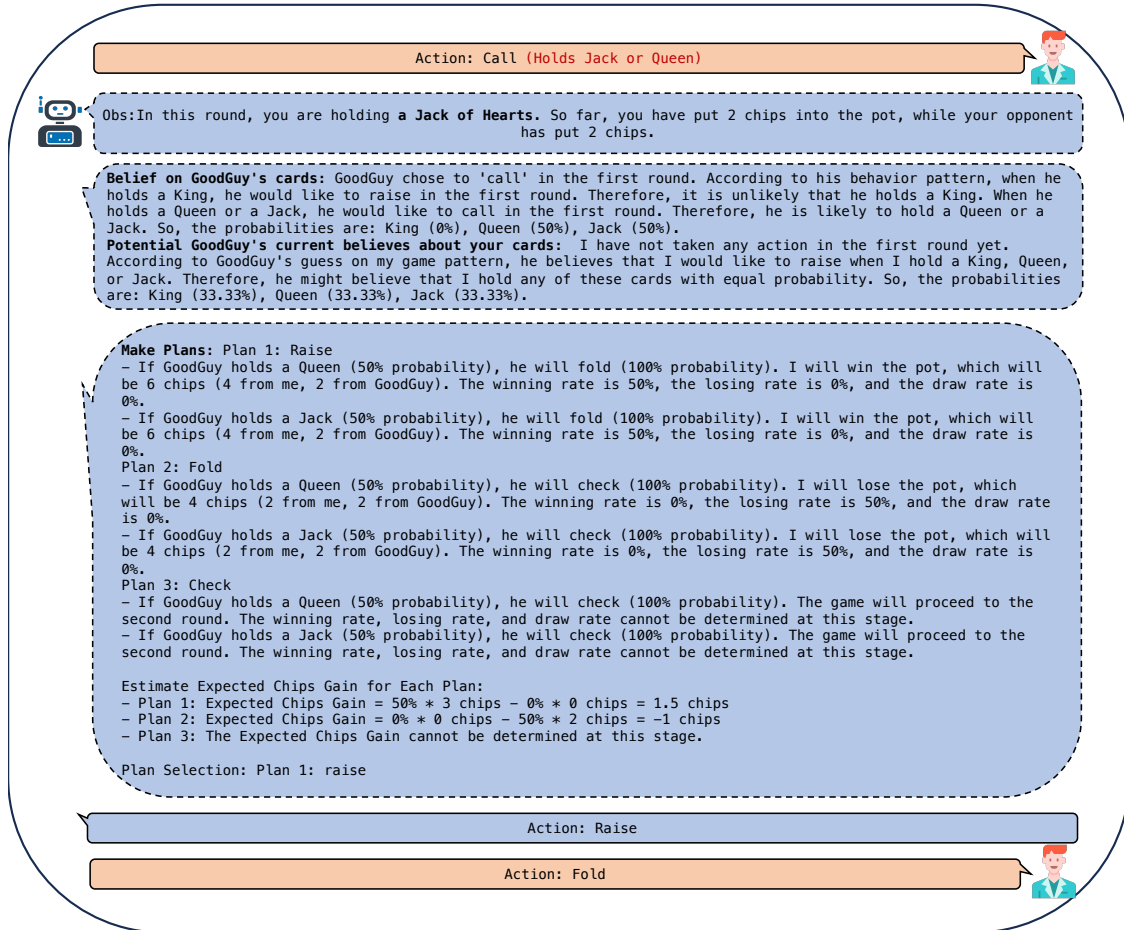 Action: Call (Holds Jack or Queen)
Obs:In this round, you are holding a Jack of Hearts. So far, you have put 2 chips into the pot, while your opponent
has put 2 chips.
Belief on GoodGuy's cards: GoodGuy chose to 'call' in the first round. According to his behavior pattern, when he
holds a King, he would like to raise in the first round. Therefore, it is unlikely that he holds a King. When he
holds a Queen or a Jack, he would like to call in the first round. Therefore, he is likely to hold a Queen or a
Jack. So, the probabilities are: King (0%), Queen (50%), Jack (50%).
Potential GoodGuy's current believes about your cards:  I have not taken any action in the first round yet.
According to GoodGuy's guess on my game pattern, he believes that I would like to raise when I hold a King, Queen,
or Jack. Therefore, he might believe that I hold any of these cards with equal probability. So, the probabilities
are: King (33.33%), Queen (33.33%), Jack (33.33%).
Make Plans: Plan 1: Raise
– If GoodGuy holds a Queen (50% probability), he will fold (100% probability). I will win the pot, which will
be 6 chips (4 from me, 2 from GoodGuy). The winning rate is 50%, the losing rate is 0%, and the draw rate is
0%.
– If GoodGuy holds a Jack (50% probability), he will fold (100% probability). I will win the pot, which will
be 6 chips (4 from me, 2 from GoodGuy). The winning rate is 50%, the losing rate is 0%, and the draw rate is
0%.
Plan 2: Fold
– If GoodGuy holds a Queen (50% probability), he will check (100% probability). I will lose the pot, which
will be 4 chips (2 from me, 2 from GoodGuy). The winning rate is 0%, the losing rate is 50%, and the draw rate
is 0%.
– If GoodGuy holds a Jack (50% probability), he will check (100% probability). I will lose the pot, which will
be 4 chips (2 from me, 2 from GoodGuy). The winning rate is 0%, the losing rate is 50%, and the draw rate is
0%.
Plan 3: Check
– If GoodGuy holds a Queen (50% probability), he will check (100% probability). The game will proceed to the
second round. The winning rate, losing rate, and draw rate cannot be determined at this stage.
– If GoodGuy holds a Jack (50% probability), he will check (100% probability). The game will proceed to the
second round. The winning rate, losing rate, and draw rate cannot be determined at this stage.
Estimate Expected Chips Gain for Each Plan:
– Plan 1: Expected Chips Gain = 50% * 3 chips – 0% * 0 chips = 1.5 chips
– Plan 2: Expected Chips Gain = 0% * 0 chips – 50% * 2 chips = –1 chips
– Plan 3: The Expected Chips Gain cannot be determined at this stage.
Plan Selection: Plan 1: raise
Action: Raise
Action: Fold